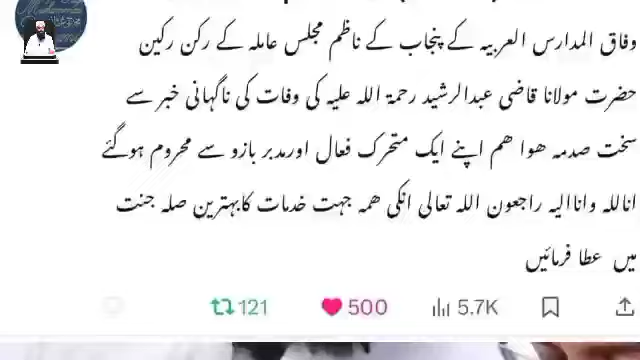 وفاق المدارس العربیہ کے پنجاب کے ناظم مجلس عاملہ کے رکن رکین
حضرت مولانا قاضی عبدالرشید رحمۃ اللہ علیہ کی وفات کی ناگہانی خبر سے
سخت صدمہ ھوا ھم اپنے ایک متحرک فعال اورمدبر بازو سے محروم ہوگئے
اناللہ واناالیہ راجعون اللہ تعالی انکی ھمہ جہت خدمات کابہترین صلہ جنت
میں عطا فرمائیں
121 500 5.7K